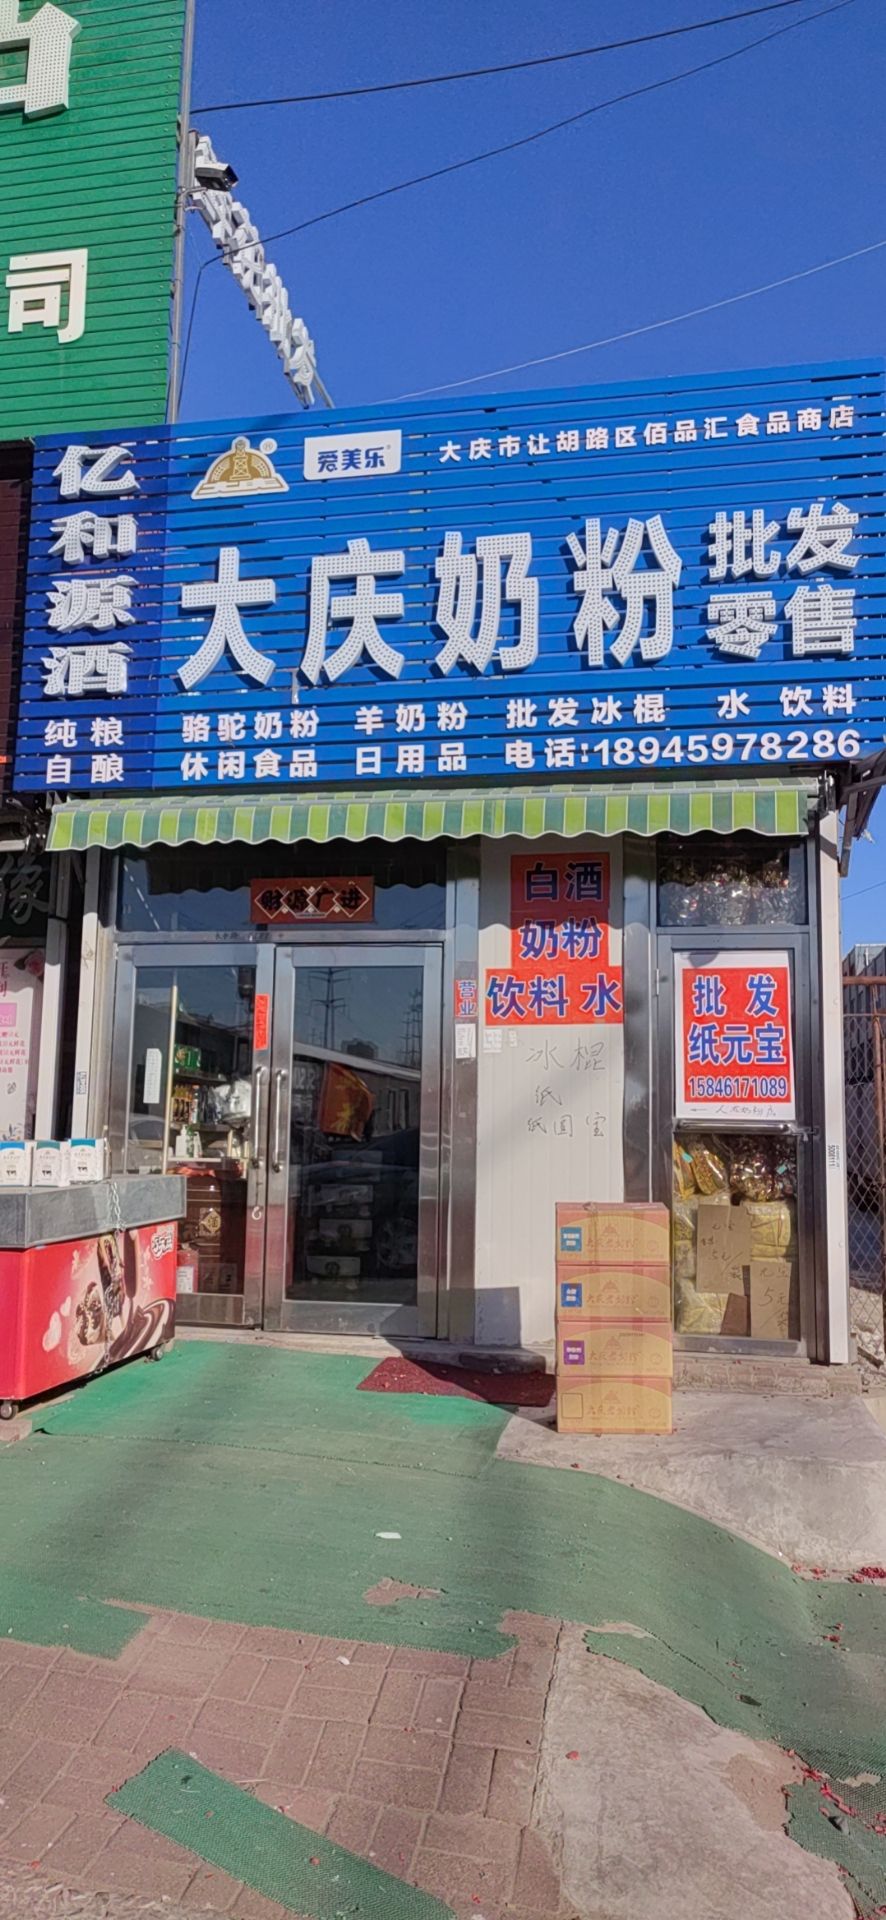 司
亿和源酒
纯粮
自酿
爱美乐
大庆市让胡路区佰品汇食品商店
大庆奶粉
批发
零售
骆驼奶粉 羊奶粉 批发冰棍 水 饮料
休闲食品 日用品 电话:18945978286
财源广进
营业
白酒
奶粉
饮料 水
冰棍
纸
纸图宝
批发
纸元宝
15846171089
5元